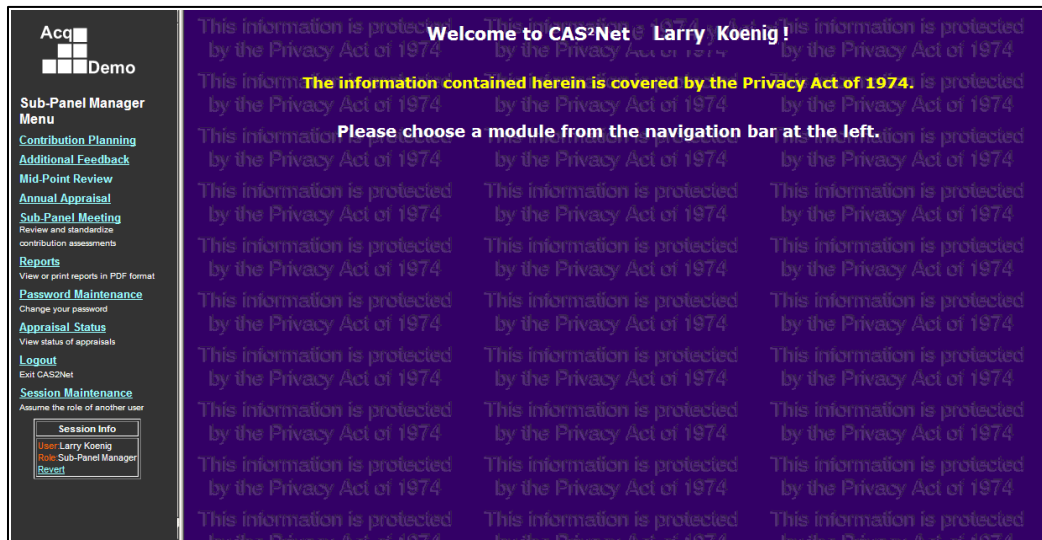 Acq
Demo
Sub-Panel Manager
Menu
Contribution Planning
Additional Feedback
Mid-Point Review
Annual Appraisal
Sub-Panel Meeting
Review and standardize
contribution assessments
Reports
View or print reports in PDF format
Password Maintenance
Change your password
Appraisal Status
View status of appraisals
Logout
Exit CAS2Net
Session Maintenance
Assume the role of another user
Session Info
User:Larry Koenig
Role:Sub-Panel Manager
Revert
Welcome to CAS²Net Larry Koenig!
The information contained herein is covered by the Privacy Act of 1974.
Please choose a module from the navigation bar at the left.
This information is protected
by the Privacy Act of 1974